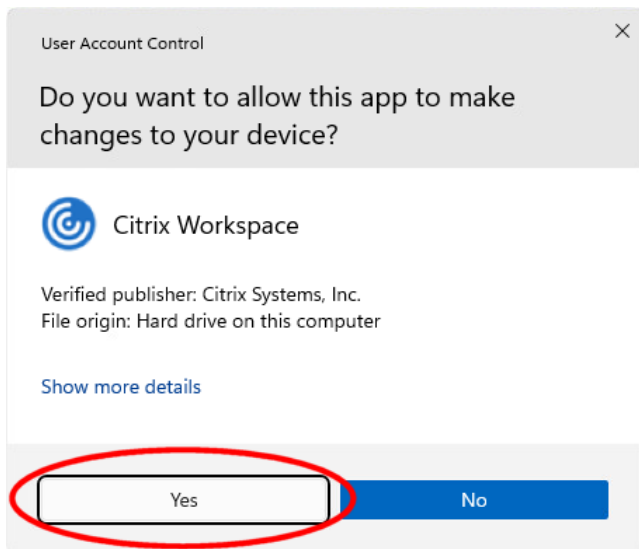 User Account Control
Do you want to allow this app to make
changes to your device?
Citrix Workspace
Verified publisher: Citrix Systems, Inc.
File origin: Hard drive on this computer
Show more details
Yes No